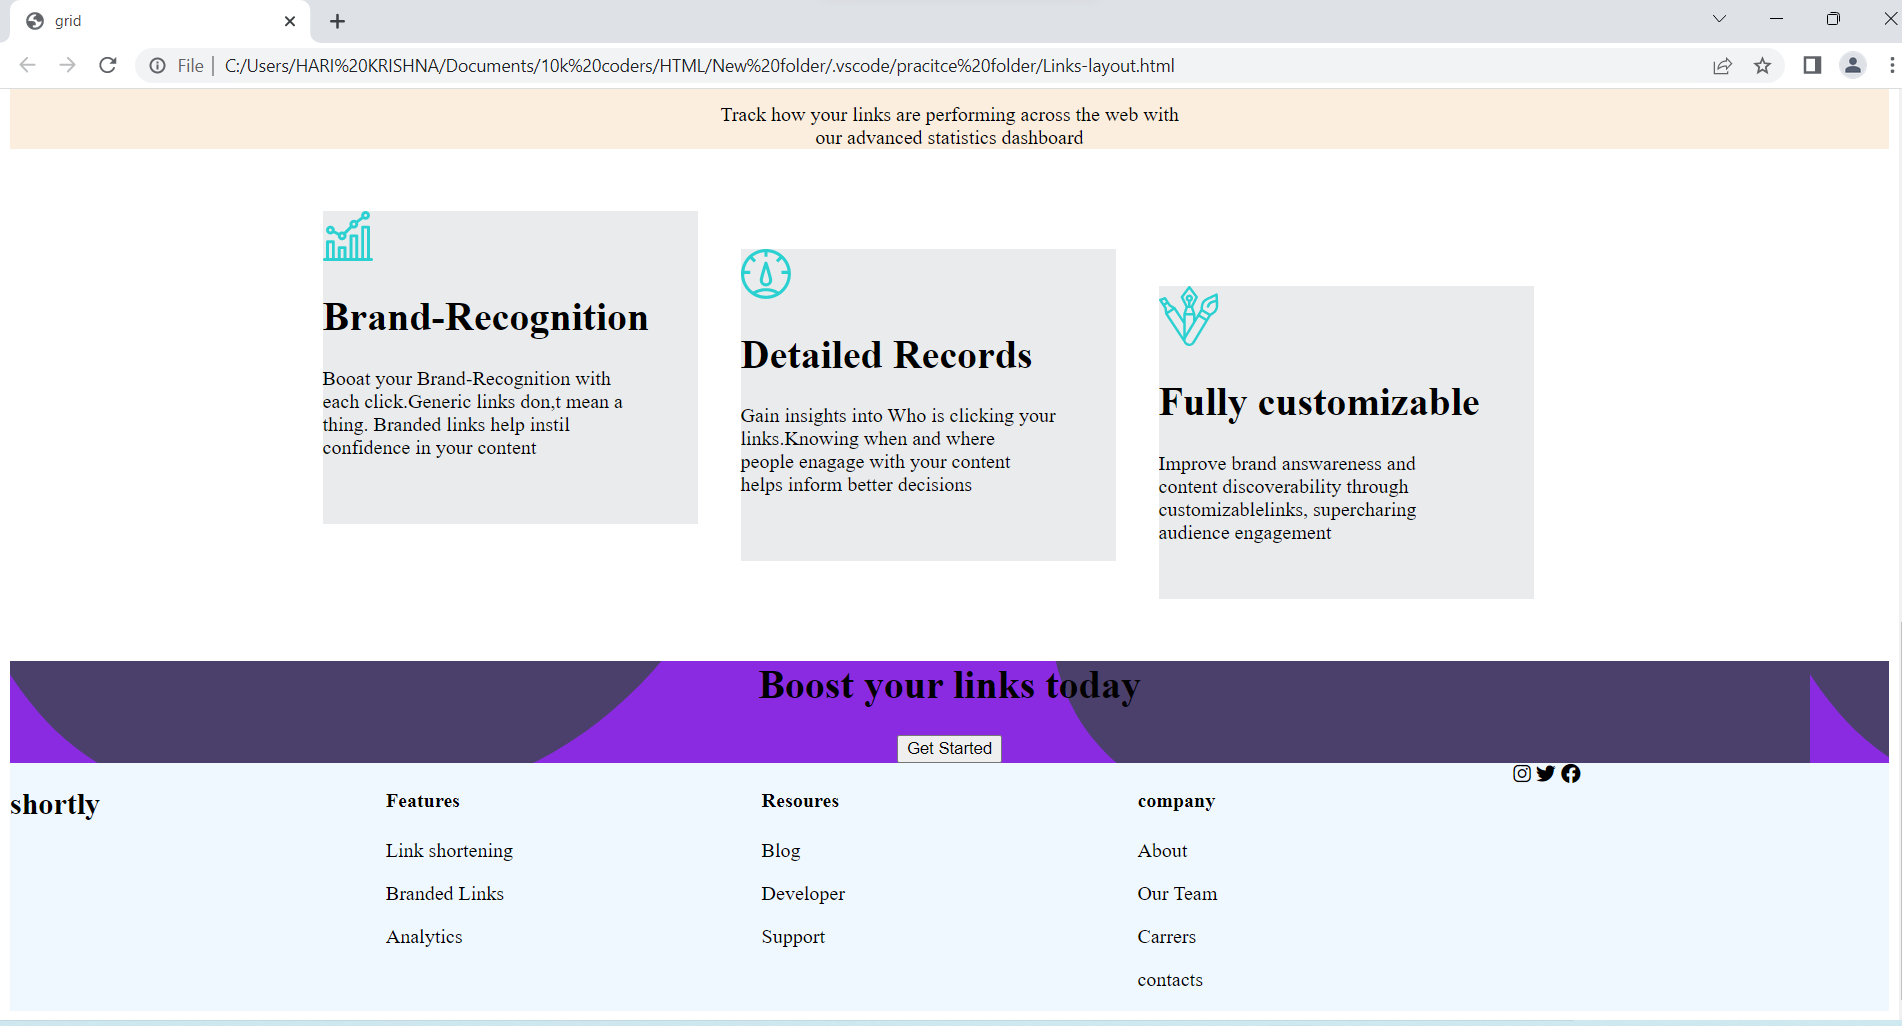 grid
File
C:/Users/HARI%20KRISHNA/Documents/10k%20coders/HTML/New%20folder/.vscode/pracitce%20folder/Links-layout.html
Track how your links are performing across the web with
our advanced statistics dashboard
Brand-Recognition
Booat your Brand-Recognition with
each click.Generic links don,t mean a
thing. Branded links help instil
confidence in your content
Detailed Records
Gain insights into Who is clicking your
links.Knowing when and where
people enagage with your content
helps inform better decisions
Fully customizable
Improve brand answareness and
content discoverability through
customizablelinks, supercharing
audience engagement
Boost your links today
Get Started
shortly
Features
Link shortening
Branded Links
Analytics
Resoures
Blog
Developer
Support
company
About
Our Team
Carrers
contacts